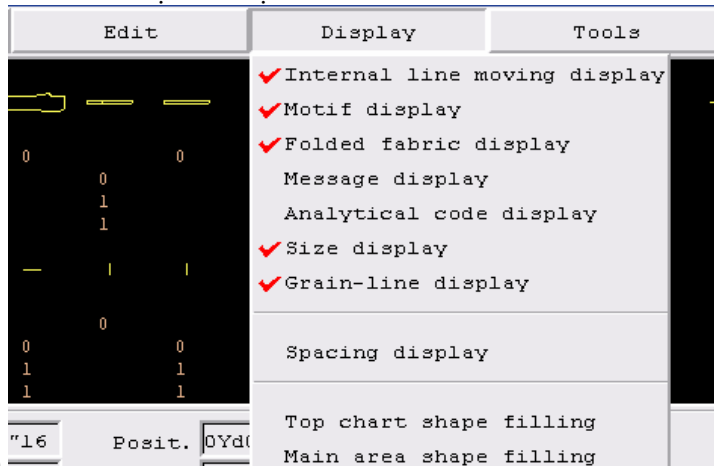 Edit Display Tools
Internal line moving display
Motif display
0 0 Folded fabric display
0 Message display
1
1 Analytical code display
Size display
Grain-line display
0
0 0 Spacing display
1 1
1 1
Top chart shape filling
"16 Posit. 0Yd
Main area shape filling